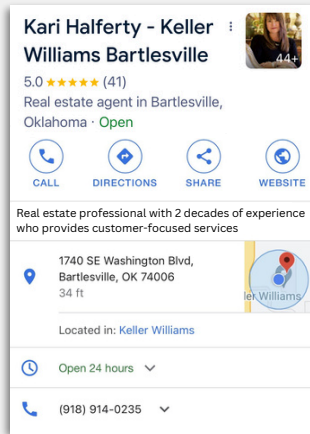 Kari Halferty - Keller
Williams Bartlesville
44+
5.0 ★★★★★ (41)
Real estate agent in Bartlesville,
Oklahoma · Open
CALL DIRECTIONS SHARE WEBSITE
Real estate professional with 2 decades of experience
who provides customer-focused services
1740 SE Washington Blvd,
Bartlesville, OK 74006
34 ft
ler Williams
Located in: Keller Williams
Open 24 hours
(918) 914-0235